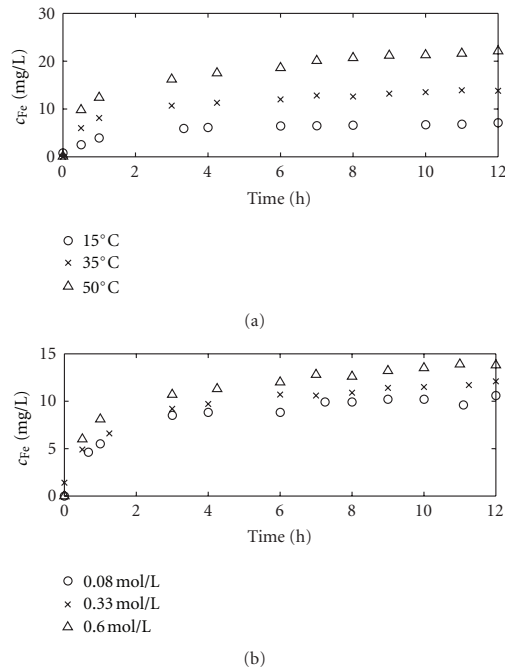 30
20
10
0
c_Fe (mg/L)
0 2 4 6 8 10 12
Time (h)
15°C
35°C
50°C
(a)
15
10
5
0
c_Fe (mg/L)
0 2 4 6 8 10 12
Time (h)
0.08 mol/L
0.33 mol/L
0.6 mol/L
(b)